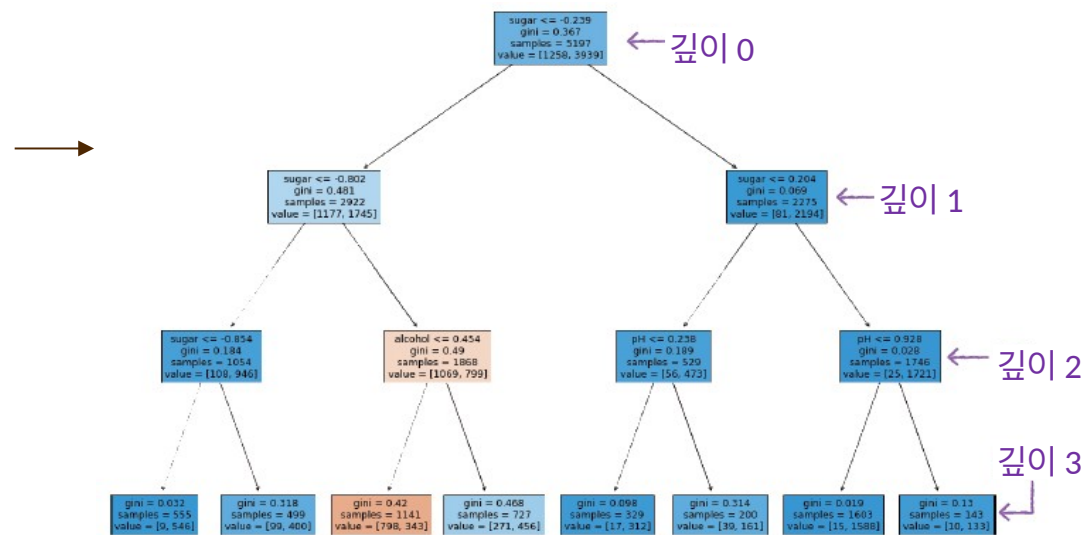 sugar <= -0.239
gini = 0.367
samples = 5197
value = [1258, 3939]
깊이 0
sugar <= -0.802
gini = 0.481
samples = 2922
value = [1177, 1745]
sugar <= 0.204
gini = 0.069
samples = 2275
value = [81, 2194]
깊이 1
sugar <= -0.854
gini = 0.184
samples = 1054
value = [108, 946]
alcohol <= 0.454
gini = 0.49
samples = 1868
value = [1069, 799]
pH <= 0.238
gini = 0.189
samples = 529
value = [56, 473]
pH <= 0.928
gini = 0.028
samples = 1746
value = [25, 1721]
깊이 2
깊이 3
gini = 0.032
samples = 555
value = [9, 546]
gini = 0.318
samples = 499
value = [99, 400]
gini = 0.42
samples = 1141
value = [798, 343]
gini = 0.468
samples = 727
value = [271, 456]
gini = 0.098
samples = 329
value = [17, 312]
gini = 0.314
samples = 200
value = [39, 161]
gini = 0.019
samples = 1603
value = [15, 1588]
gini = 0.13
samples = 143
value = [10, 133]